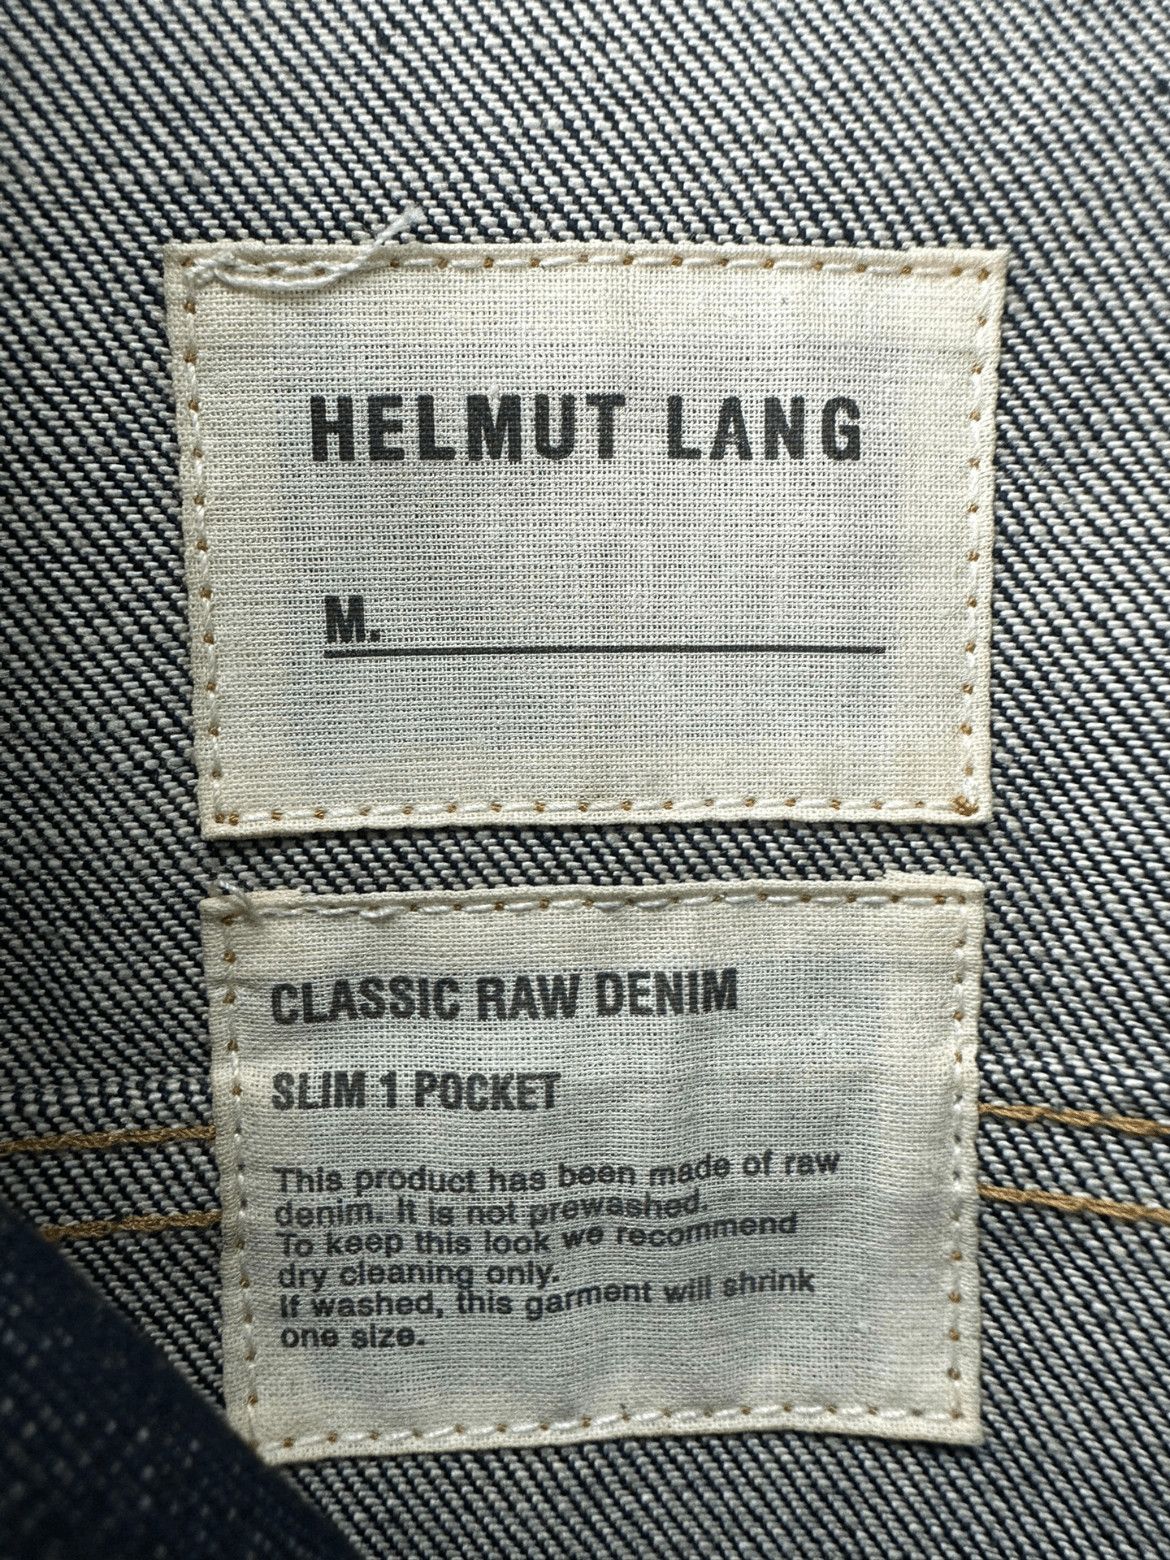 HELMUT LANG
M.
CLASSIC RAW DENIM
SLIM 1 POCKET
This product has been made of raw
denim. It is not prewashed.
To keep this look we recommend
dry cleaning only.
If washed, this garment will shrink
one size.